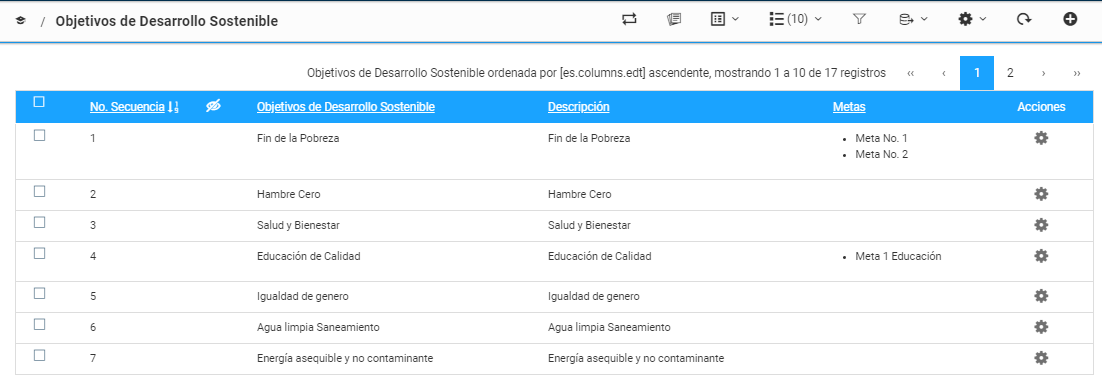 / Objetivos de Desarrollo Sostenible (10)
Objetivos de Desarrollo Sostenible ordenada por [es.columns.edt] ascendente, mostrando 1 a 10 de 17 registros ‹‹ ‹ 1 2 › ››
No. Secuencia Objetivos de Desarrollo Sostenible Descripción Metas Acciones
1 Fin de la Pobreza Fin de la Pobreza • Meta No. 1
• Meta No. 2
2 Hambre Cero Hambre Cero
3 Salud y Bienestar Salud y Bienestar
4 Educación de Calidad Educación de Calidad • Meta 1 Educación
5 Igualdad de genero Igualdad de genero
6 Agua limpia Saneamiento Agua limpia Saneamiento
7 Energía asequible y no contaminante Energía asequible y no contaminante